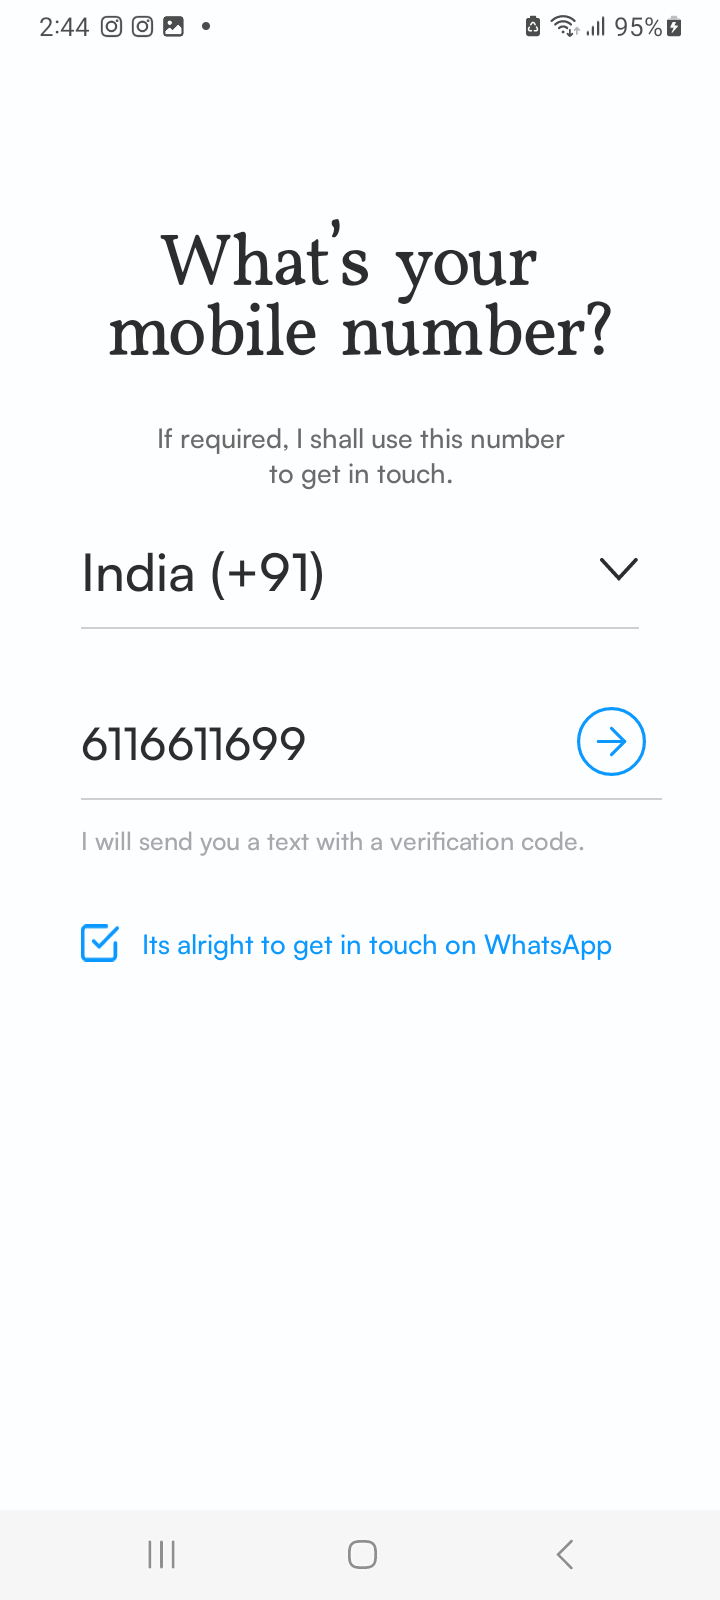 2:44
95%
What's your
mobile number?
If required, I shall use this number
to get in touch.
India (+91)
6116611699
I will send you a text with a verification code.
Its alright to get in touch on WhatsApp